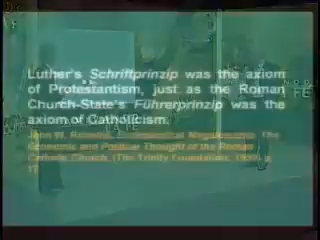 Luther's Schriftprinzip was the axiom
of Protestantism, just as the Roman
Church-State's Führerprinzip was the
axiom of Catholicism.
John W. Robbins, Ecclesiastical Megalomania: The
Economic and Political Thought of the Roman
Catholic Church. (The Trinity Foundation, 1999) p.
17